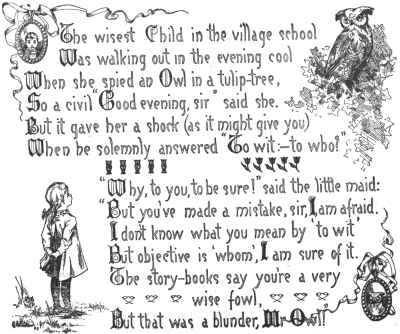 The wisest Child in the village school
Was walking out in the evening cool
When she spied an Owl in a tulip-tree,
So a civil "Good evening, sir" said she.
But it gave her a shock (as it might give you)
When he solemnly answered "To wit:–to who?"
"Why, to you, to be sure!" said the little maid:
"But you've made a mistake, sir, I am afraid.
I don't know what you mean by 'to wit'
But objective is 'whom,' I am sure of it.
The story-books say you're a very
wise fowl,
But that was a blunder, Mr Owl!"